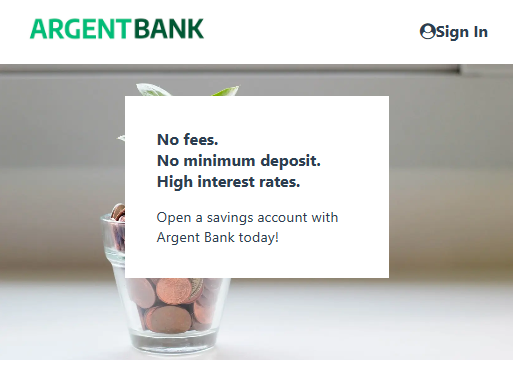 ARGENTBANK
Sign In
No fees.
No minimum deposit.
High interest rates.
Open a savings account with
Argent Bank today!